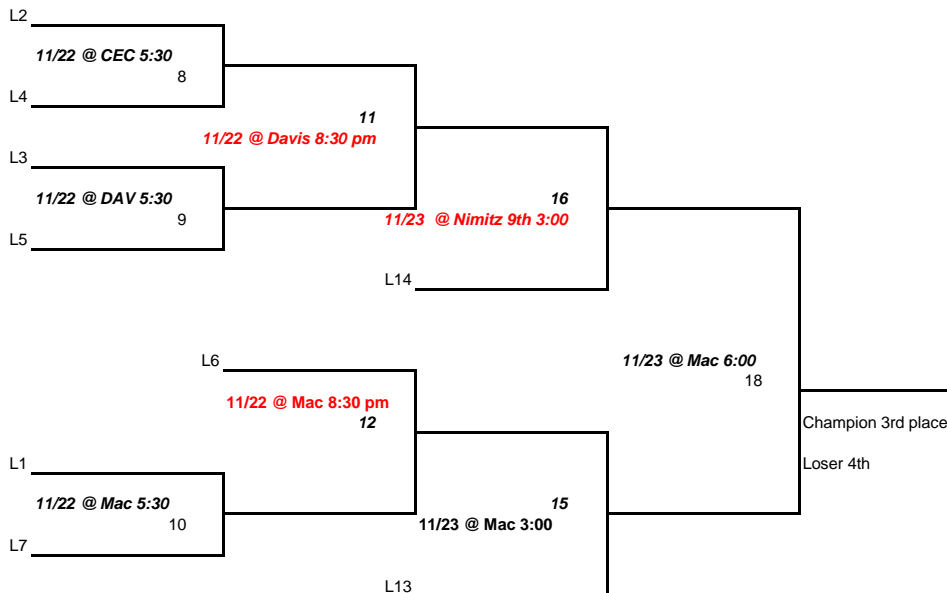 L2
11/22 @ CEC 5:30
8
L4
11
11/22 @ Davis 8:30 pm
L3
11/22 @ DAV 5:30
9
16
11/23 @ Nimitz 9th 3:00
L5
L14
L6
11/23 @ Mac 6:00
18
11/22 @ Mac 8:30 pm
12
Champion 3rd place
L1
Loser 4th
11/22 @ Mac 5:30
10
15
11/23 @ Mac 3:00
L7
L13